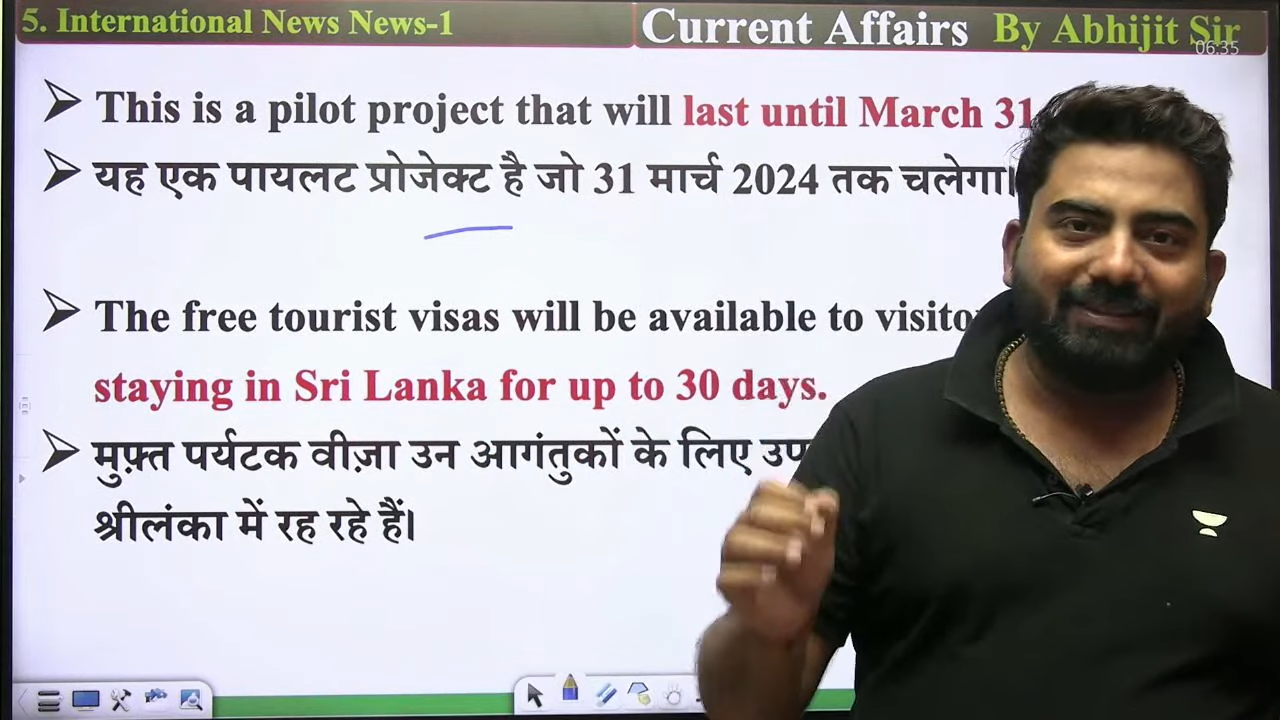 5. International News News-1
Current Affairs By Abhijit Sir
06:35
This is a pilot project that will last until March 31
यह एक पायलट प्रोजेक्ट है जो 31 मार्च 2024 तक चलेगा।
The free tourist visas will be available to
staying in Sri Lanka for up to 30 days.
मुफ़्त पर्यटक वीज़ा उन आगंतुकों के लिए
श्रीलंका में रह रहे हैं।